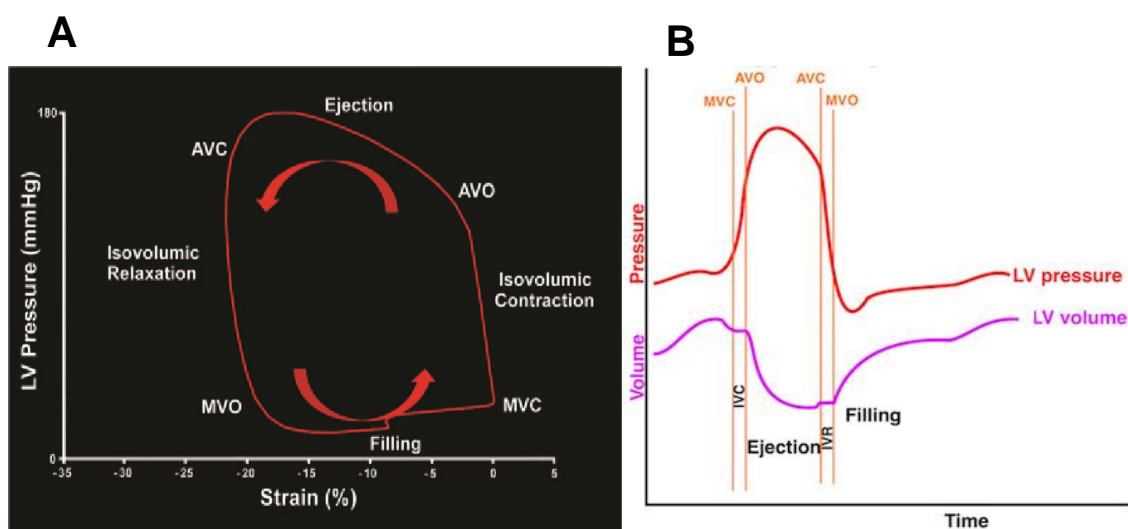 A
180
Ejection
AVC
AVO
LV Pressure (mmHg)
Isovolumic
Relaxation
Isovolumic
Contraction
MVO
MVC
Filling
0
-35
-30
-25
-20
-15
-10
-5
0
5
Strain (%)
B
AVO
AVC
MVC
MVO
Pressure
LV pressure
LV volume
Volume
IVC
Filling
Ejection
IVR
Time